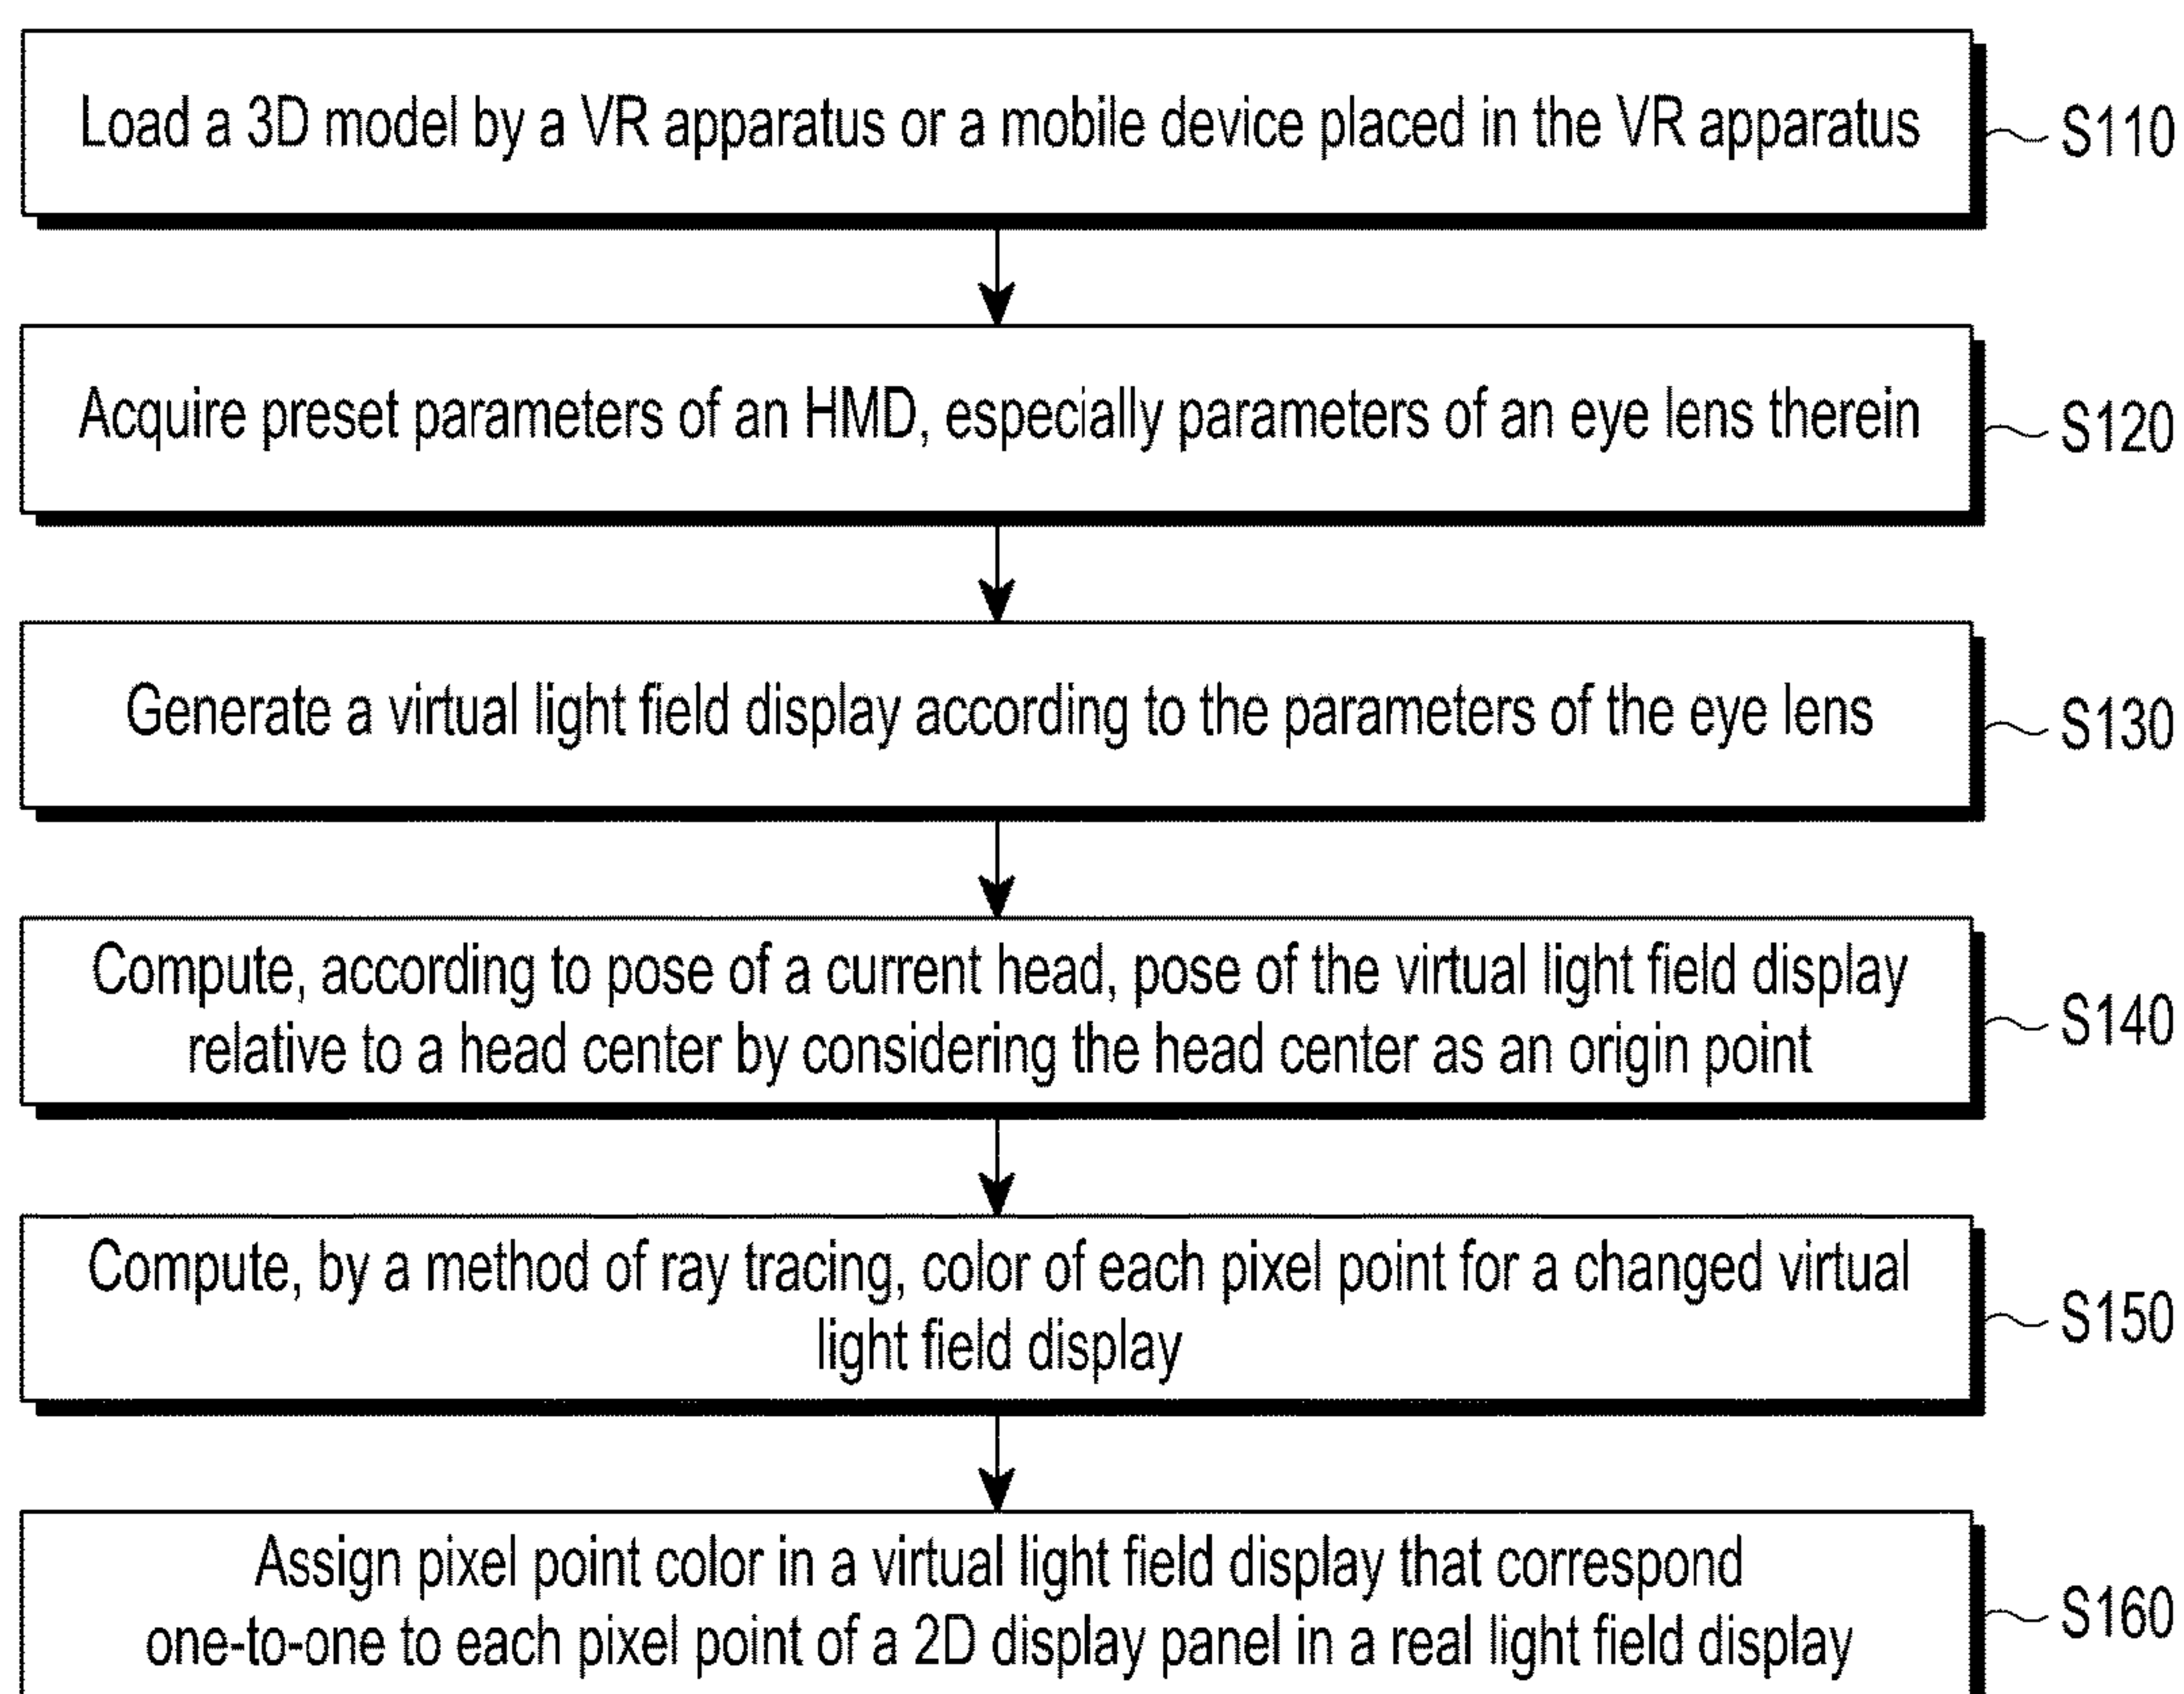 Load a 3D model by a VR apparatus or a mobile device placed in the VR apparatus
S110
Acquire preset parameters of an HMD, especially parameters of an eye lens therein
S120
Generate a virtual light field display according to the parameters of the eye lens
S130
Compute, according to pose of a current head, pose of the virtual light field display
relative to a head center by considering the head center as an origin point
S140
Compute, by a method of ray tracing, color of each pixel point for a changed virtual
light field display
S150
Assign pixel point color in a virtual light field display that correspond
one-to-one to each pixel point of a 2D display panel in a real light field display
S160